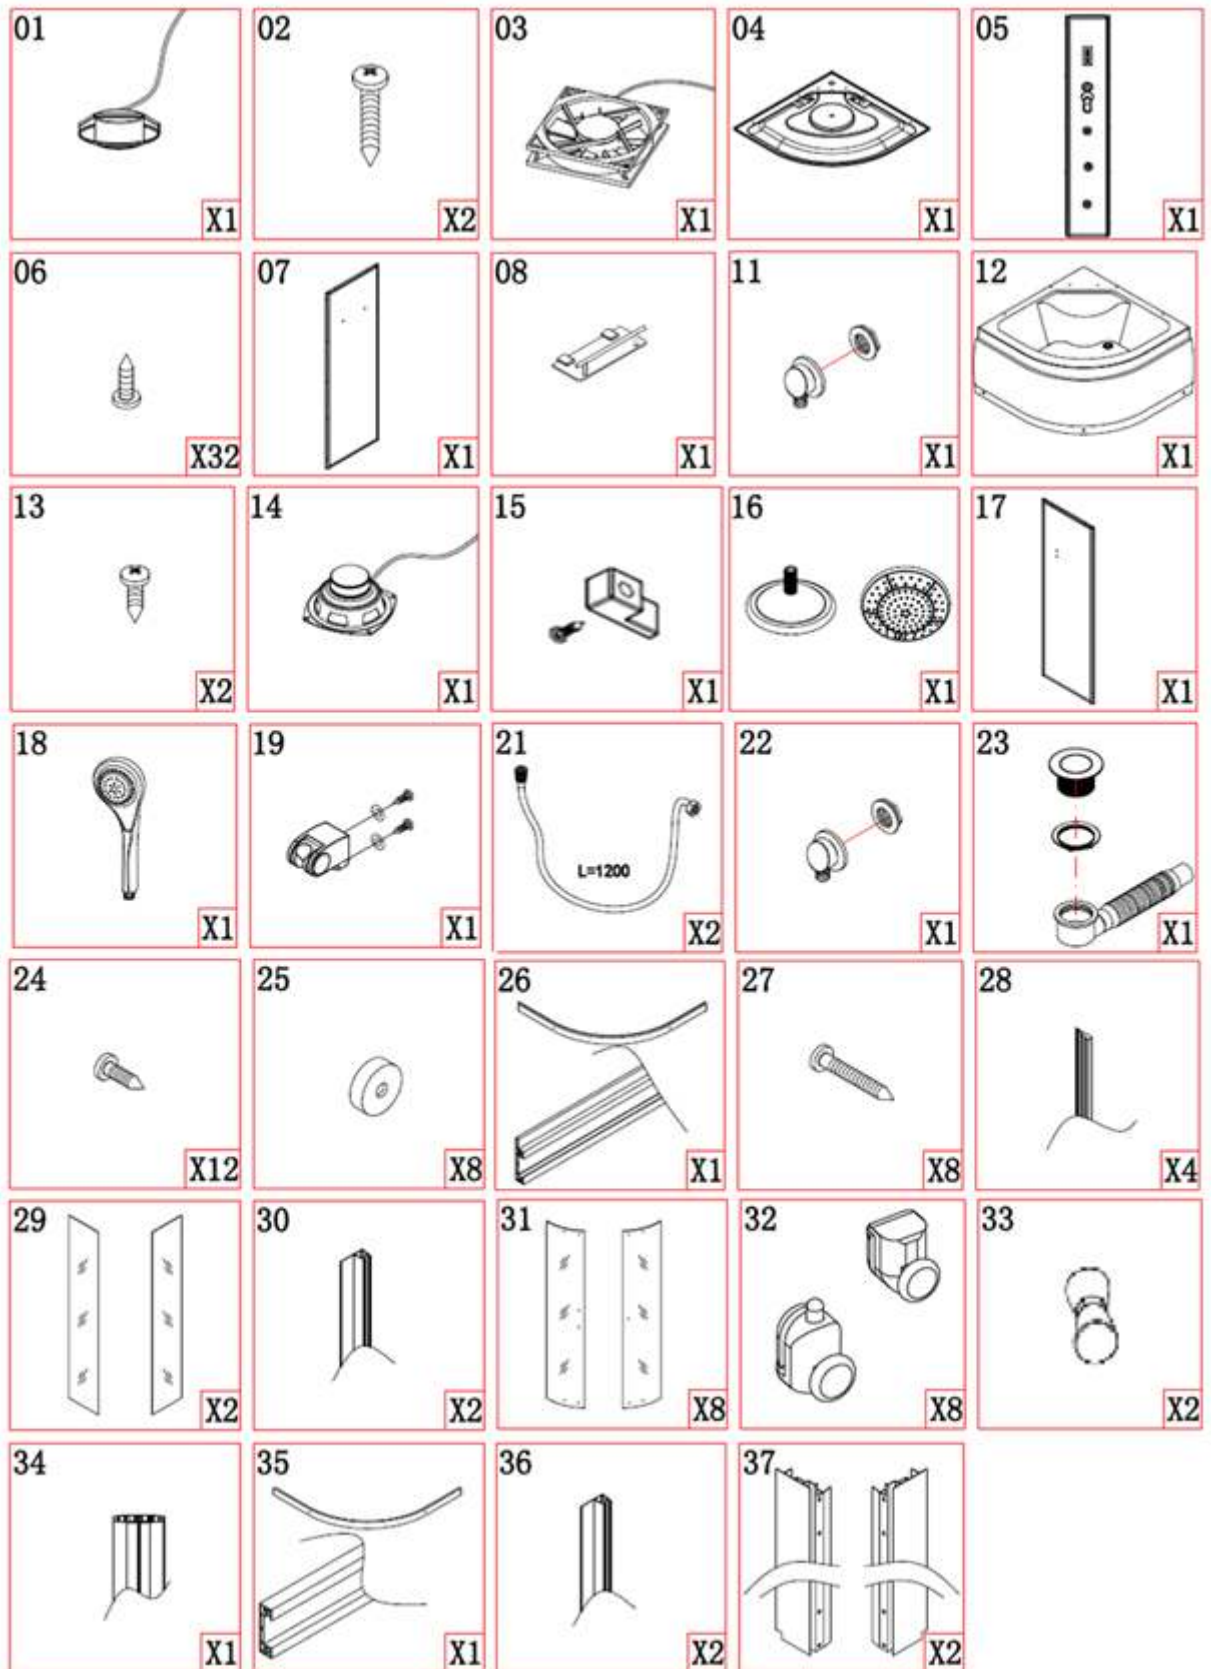 01 02 03 04 05
X1 X2 X1 X1 X1
06 07 08 11 12
X32 X1 X1 X1 X1
13 14 15 16 17
X2 X1 X1 X1 X1
18 19 21 22 23
L=1200
X1 X1 X2 X1 X1
24 25 26 27 28
X12 X8 X1 X8 X4
29 30 31 32 33
X2 X2 X8 X8 X2
34 35 36 37
X1 X1 X2 X2